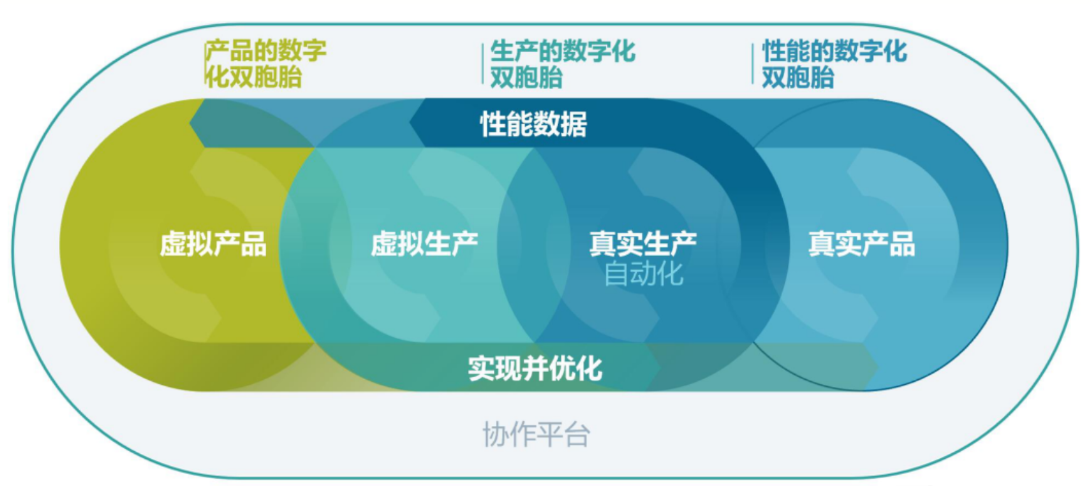 产品的数字
化双胞胎
生产的数字化
双胞胎
性能的数字化
双胞胎
性能数据
虚拟产品
虚拟生产
真实生产
自动化
真实产品
实现并优化
协作平台